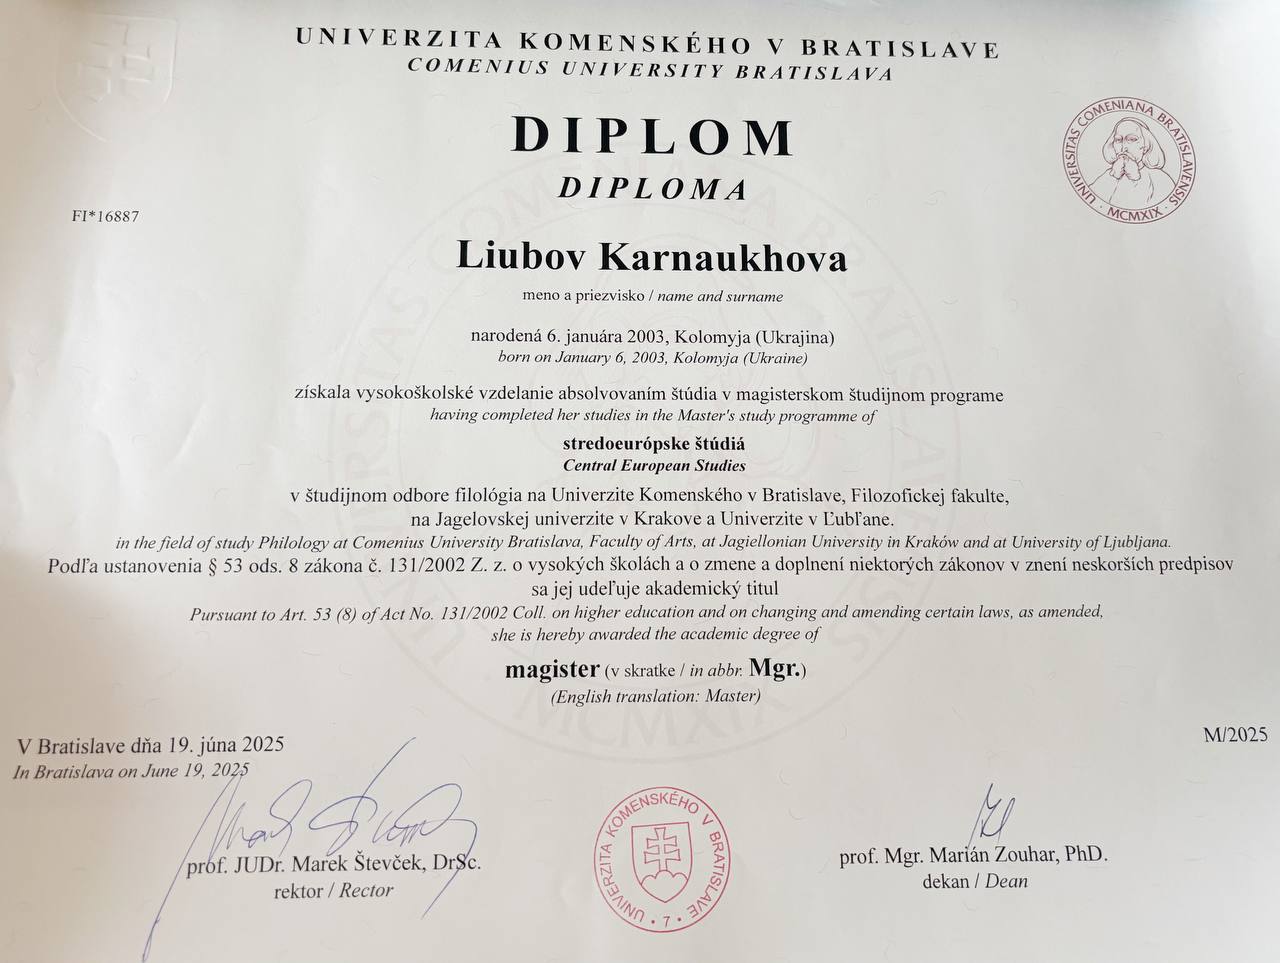 UNIVERZITA KOMENSKÉHO V BRATISLAVE
COMENIUS UNIVERSITY BRATISLAVA
DIPLOM
DIPLOMA
UNIVERSITAS COMENIANA BRATISLAVENSIS
· MCMXIX ·
FI*16887
Liubov Karnaukhova
meno a priezvisko / name and surname
narodená 6. januára 2003, Kolomyja (Ukrajina)
born on January 6, 2003, Kolomyja (Ukraine)
získala vysokoškolské vzdelanie absolvovaním štúdia v magisterskom študijnom programe
having completed her studies in the Master's study programme of
stredoeurópske štúdiá
Central European Studies
v študijnom odbore filológia na Univerzite Komenského v Bratislave, Filozofickej fakulte,
na Jagelovskej univerzite v Krakove a Univerzite v Ľubľane.
in the field of study Philology at Comenius University Bratislava, Faculty of Arts, at Jagiellonian University in Kraków and at University of Ljubljana.
Podľa ustanovenia § 53 ods. 8 zákona č. 131/2002 Z. z. o vysokých školách a o zmene a doplnení niektorých zákonov v znení neskorších predpisov
sa jej udeľuje akademický titul
Pursuant to Art. 53 (8) of Act No. 131/2002 Coll. on higher education and on changing and amending certain laws, as amended,
she is hereby awarded the academic degree of
magister (v skratke / in abbr. Mgr.)
(English translation: Master)
V Bratislave dňa 19. júna 2025
In Bratislava on June 19, 2025
M/2025
prof. JUDr. Marek Števček, DrSc.
rektor / Rector
UNIVERZITA KOMENSKÉHO V BRATISLAVE
· 7 ·
prof. Mgr. Marián Zouhar, PhD.
dekan / Dean